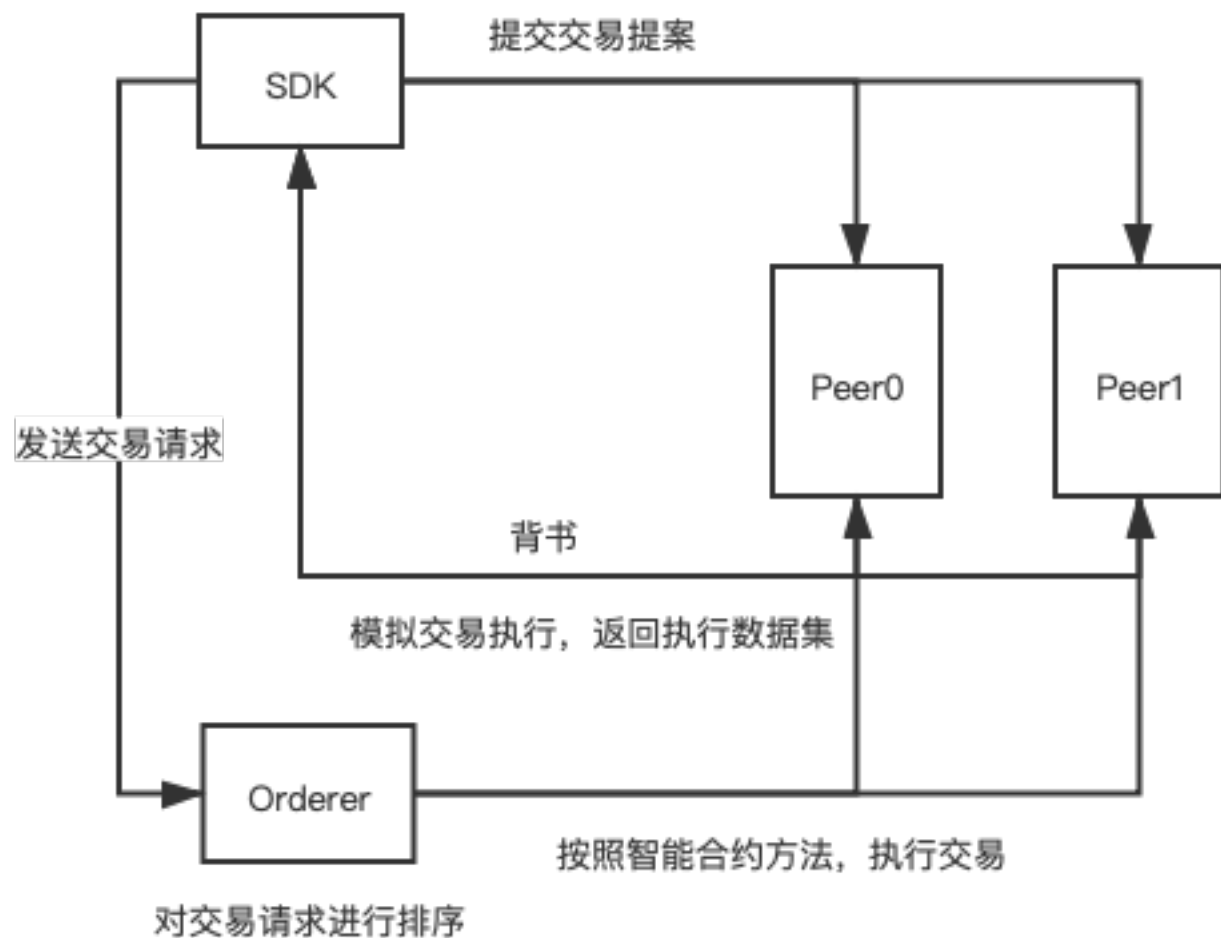 提交交易提案
SDK
Peer0
Peer1
发送交易请求
背书
模拟交易执行，返回执行数据集
Orderer
按照智能合约方法，执行交易
对交易请求进行排序